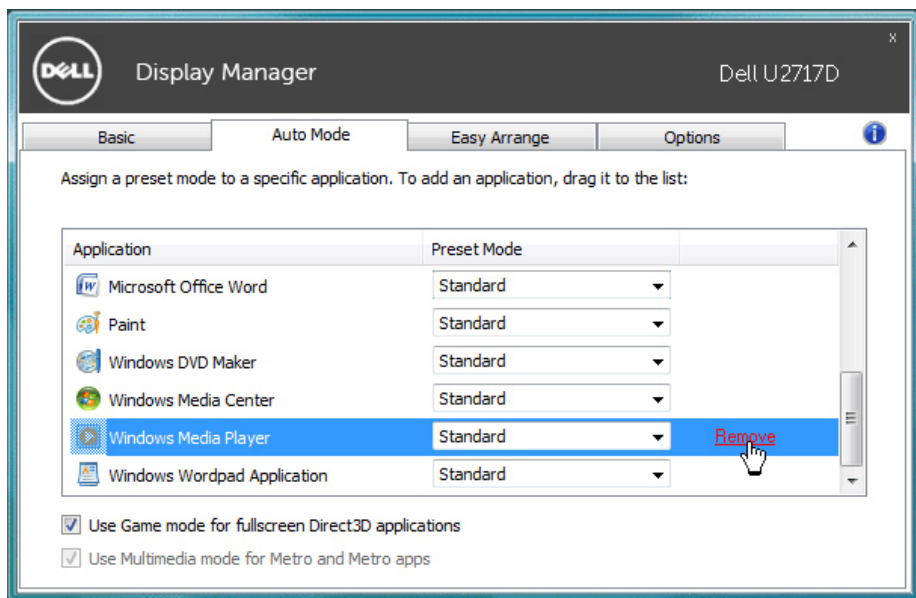 DELL
Display Manager
Dell U2717D
x
Basic
Auto Mode
Easy Arrange
Options
i
Assign a preset mode to a specific application. To add an application, drag it to the list:
Application Preset Mode
Microsoft Office Word Standard
Paint Standard
Windows DVD Maker Standard
Windows Media Center Standard
Windows Media Player Standard Remove
Windows Wordpad Application Standard
Use Game mode for fullscreen Direct3D applications
Use Multimedia mode for Metro and Metro apps